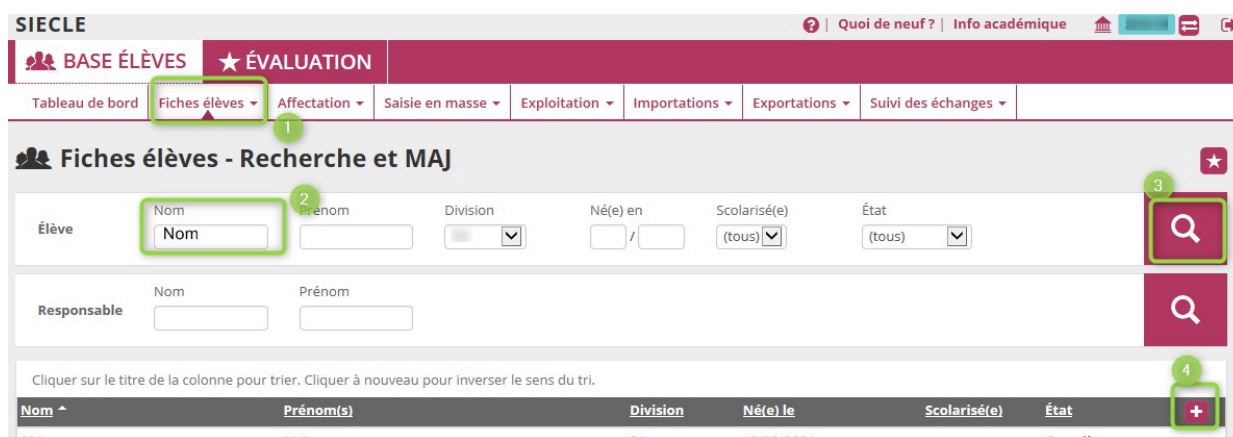 SIECLE
? | Quoi de neuf ? | Info académique
BASE ÉLÈVES ★ ÉVALUATION
Tableau de bord Fiches élèves Affectation Saisie en masse Exploitation Importations Exportations Suivi des échanges
1
Fiches élèves - Recherche et MAJ
2 3
Nom Prénom Division Né(e) en Scolarisé(e) État
Élève Nom / (tous) (tous)
Nom Prénom
Responsable
4
Cliquer sur le titre de la colonne pour trier. Cliquer à nouveau pour inverser le sens du tri.
Nom Prénom(s) Division Né(e) le Scolarisé(e) État +